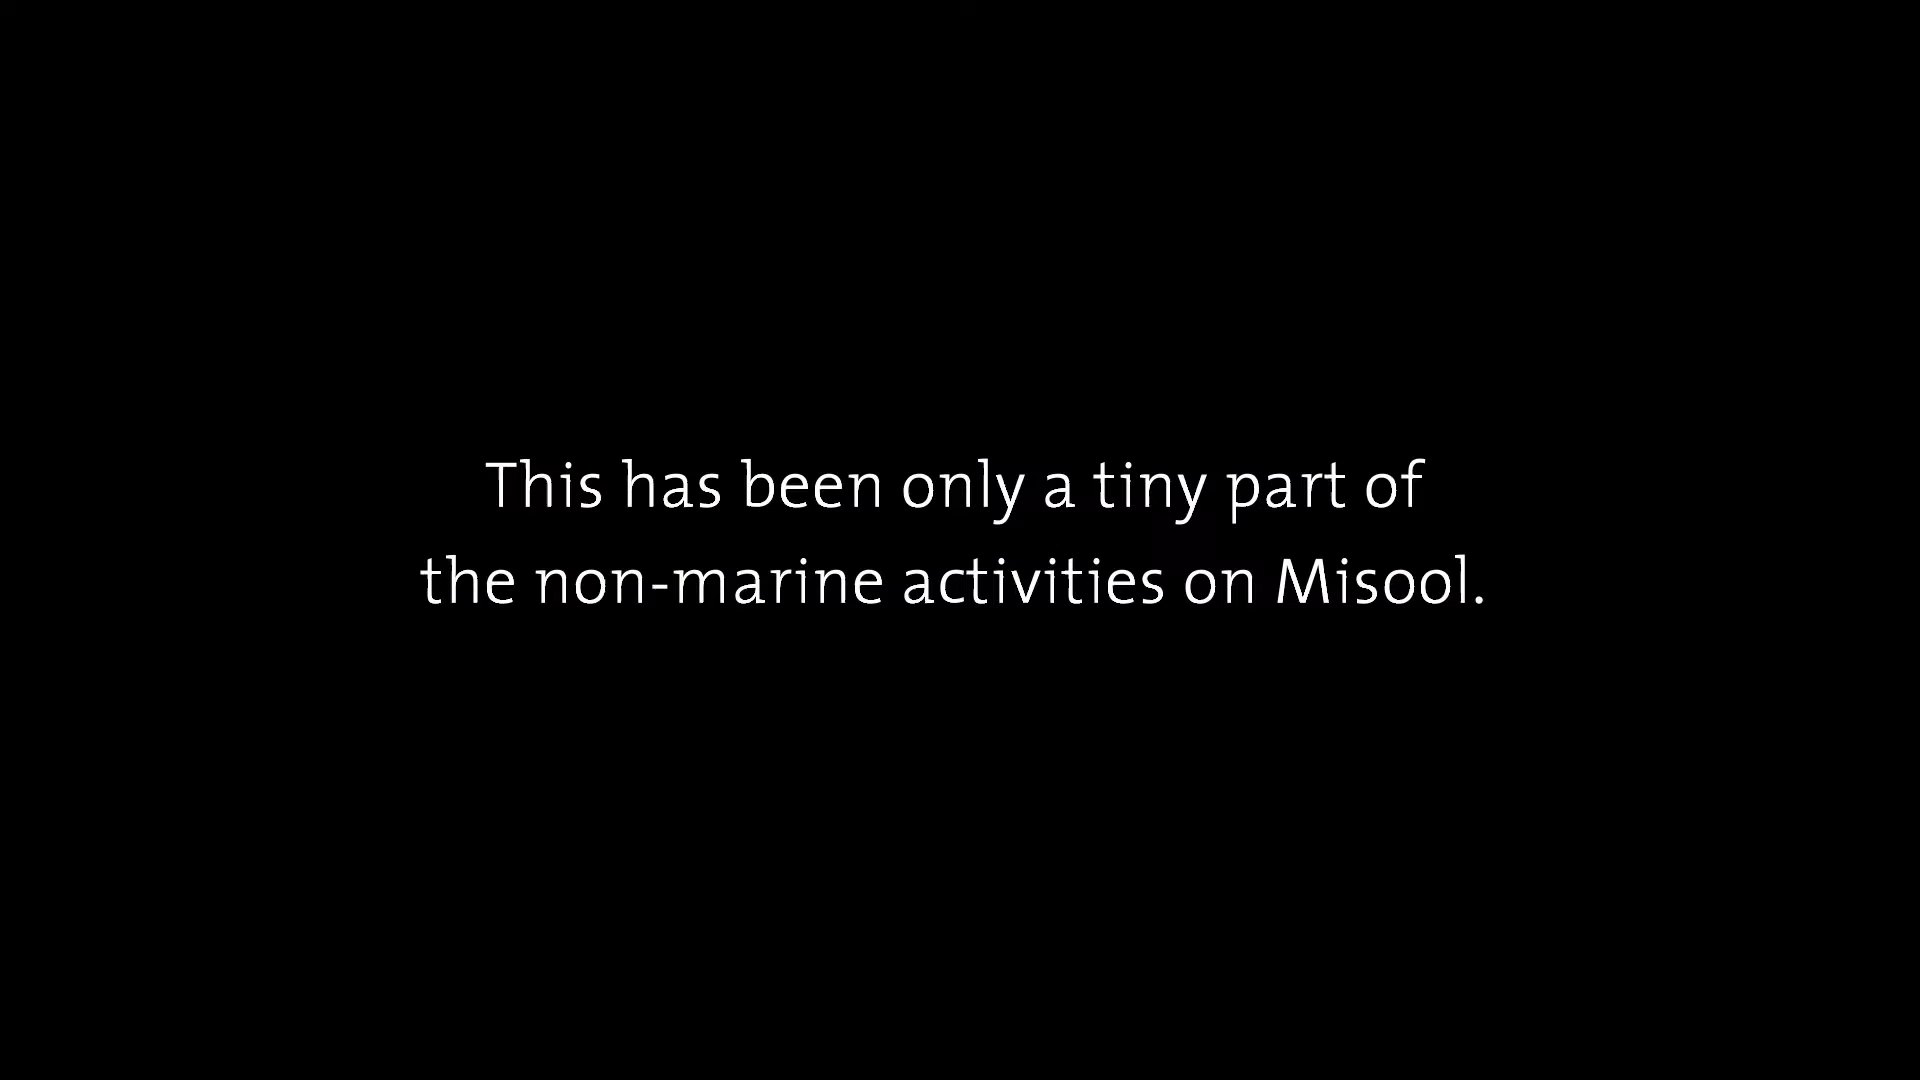 This has been only a tiny part of
the non-marine activities on Misool.